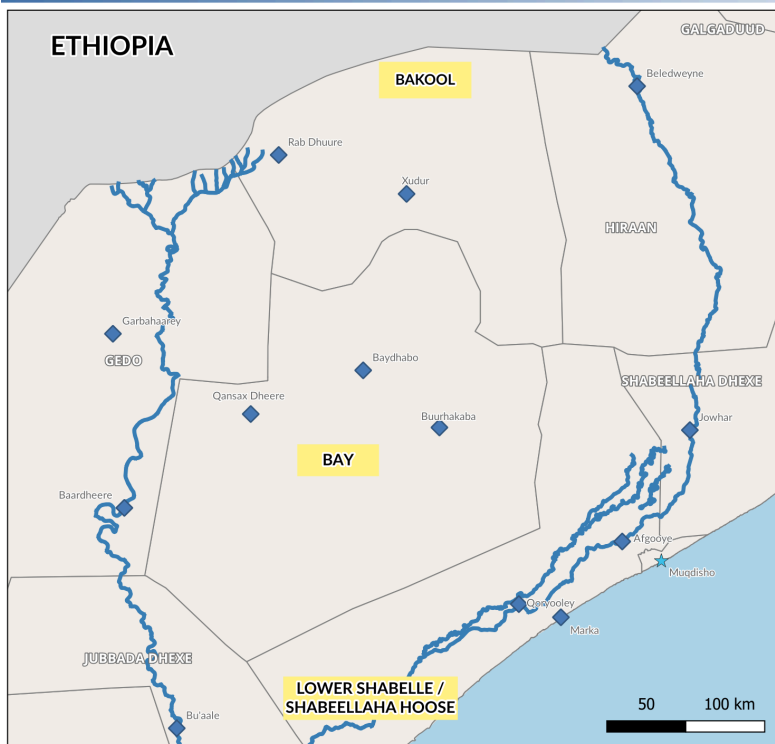 GALGADUUD
ETHIOPIA
BAKOOL
Beledweyne
Rab Dhuure
Xudur
HIRAAN
Garbahaarey
GEDO
Baydhabo
SHABEELLAHA DHEXE
Qansax Dheere
Buurhakaba
Jowhar
BAY
Baardheere
Afgooye
Muqdisho
Qoryooley
Marka
JUBBADA DHEXE
LOWER SHABELLE /
SHABEELLAHA HOOSE
Bu'aale
50 100 km